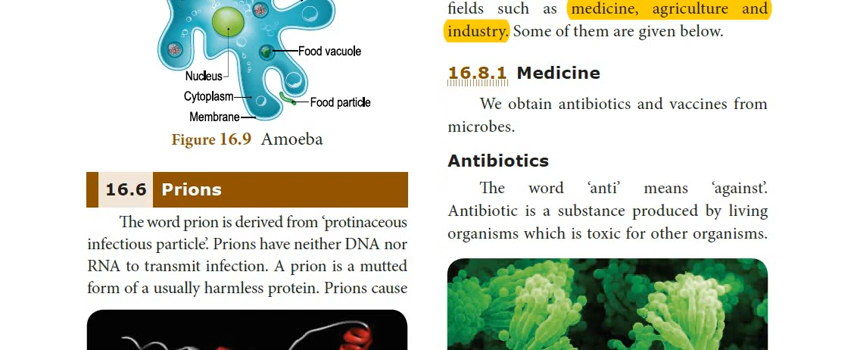 Food vacuole
Nucleus
Cytoplasm
Food particle
Membrane
Figure 16.9 Amoeba
16.6 Prions
The word prion is derived from ‘protinaceous
infectious particle’. Prions have neither DNA nor
RNA to transmit infection. A prion is a mutted
form of a usually harmless protein. Prions cause
fields such as medicine, agriculture and
industry. Some of them are given below.
16.8.1 Medicine
We obtain antibiotics and vaccines from
microbes.
Antibiotics
The word ‘anti’ means ‘against’.
Antibiotic is a substance produced by living
organisms which is toxic for other organisms.